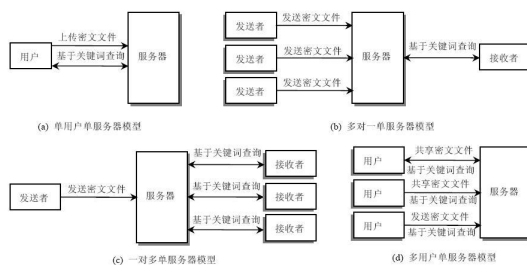 用户
上传密文文件
基于关键词查询
服务器
(a) 单用户单服务器模型
发送者
发送密文文件
发送者
发送密文文件
发送者
发送密文文件
服务器
基于关键词查询
接收者
(b) 多对一单服务器模型
发送者
发送密文文件
服务器
基于关键词查询
接收者
基于关键词查询
接收者
基于关键词查询
接收者
(c) 一对多单服务器模型
用户
共享密文文件
基于关键词查询
用户
共享密文文件
基于关键词查询
用户
发送密文文件
基于关键词查询
服务器
(d) 多用户单服务器模型